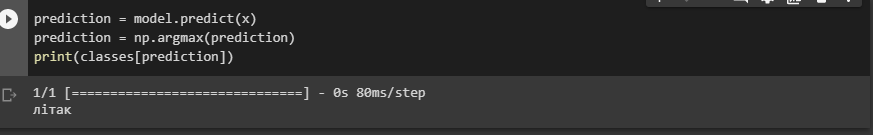 prediction = model.predict(x)
prediction = np.argmax(prediction)
print(classes[prediction])
1/1 [==============================] - 0s 80ms/step
літак